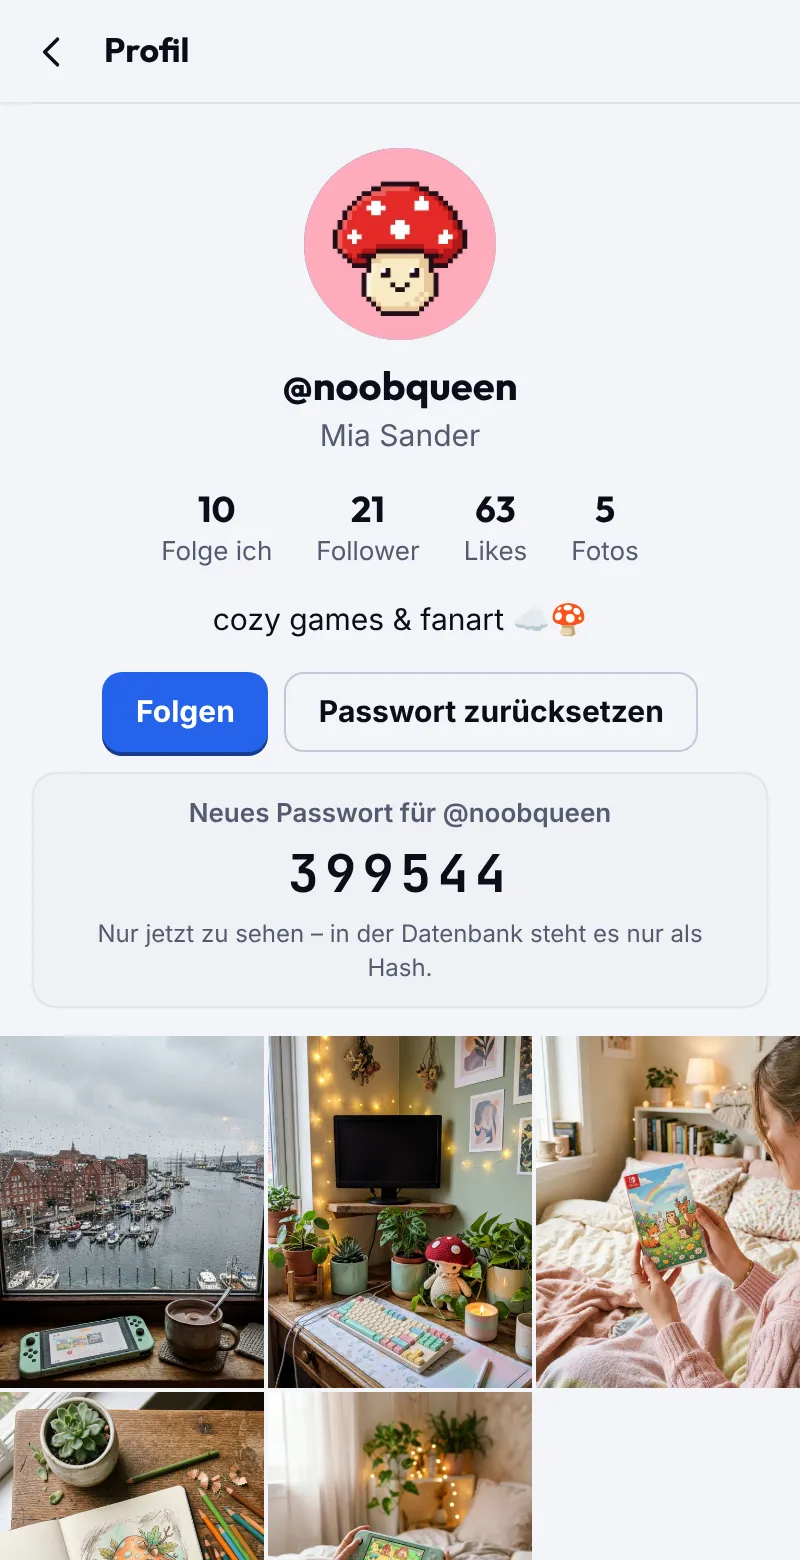 Profil
@noobqueen
Mia Sander
10 21 63 5
Folge ich Follower Likes Fotos
cozy games & fanart ☁️🍄
Folgen Passwort zurücksetzen
Neues Passwort für @noobqueen
399544
Nur jetzt zu sehen – in der Datenbank steht es nur als
Hash.